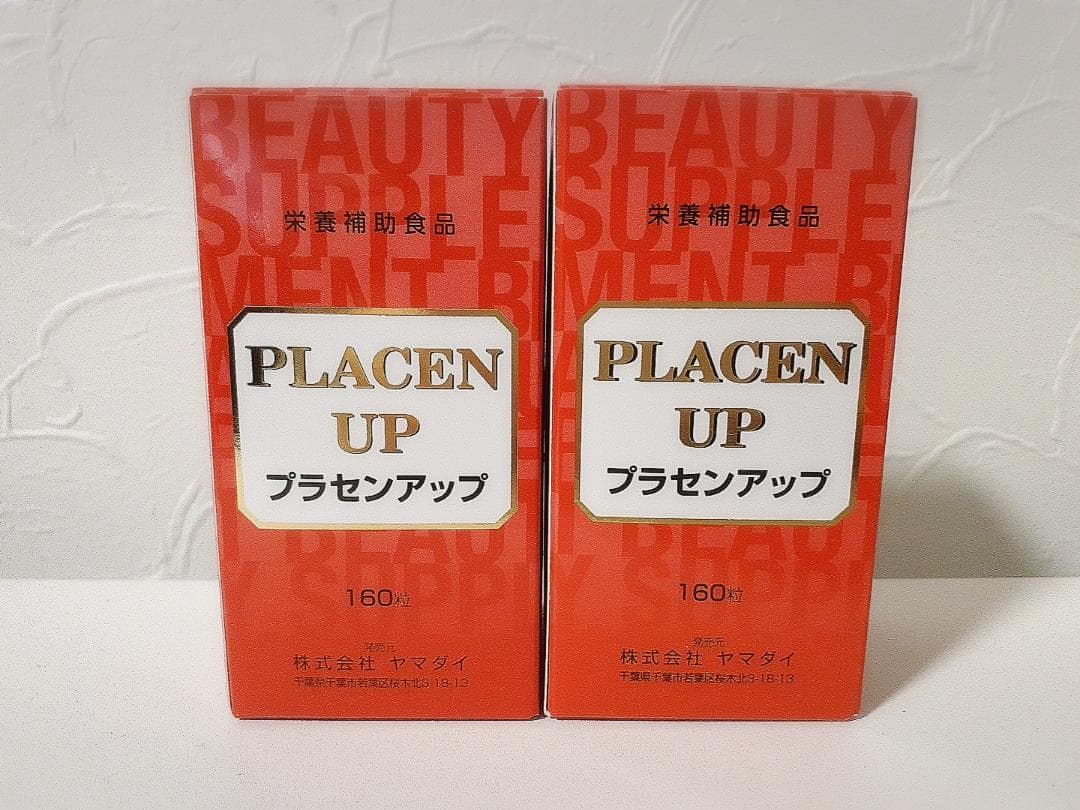 BEAUTY
SUPPLE
MENT B
栄養補助食品
PLACEN
UP
プラセンアップ
BEAUT
Y SUPPL
160粒
発売元
株式会社 ヤマダイ
千葉県千葉市若葉区桜木北3-18-13
BEAUTY
SUPPLE
MENT B
栄養補助食品
PLACEN
UP
プラセンアップ
BEAUT
Y SUPPL
160粒
発売元
株式会社 ヤマダイ
千葉県千葉市若葉区桜木北3-18-13